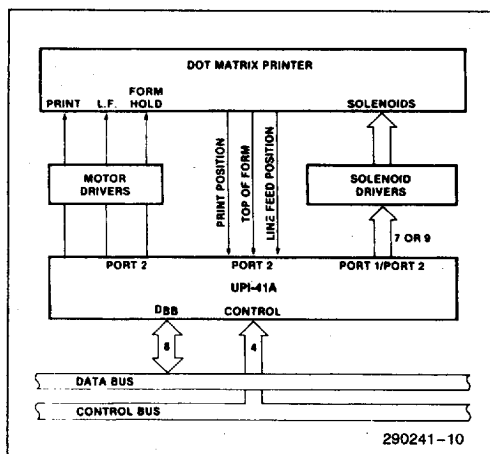 DOT MATRIX PRINTER
PRINT
L.F.
FORM
HOLD
SOLENOIDS
MOTOR
DRIVERS
PRINT POSITION
TOP OF FORM
LINE FEED POSITION
SOLENOID
DRIVERS
7 OR 9
PORT 2
PORT 2
PORT 1/PORT 2
UPI-41A
DBB
CONTROL
8
4
DATA BUS
CONTROL BUS
290241-10